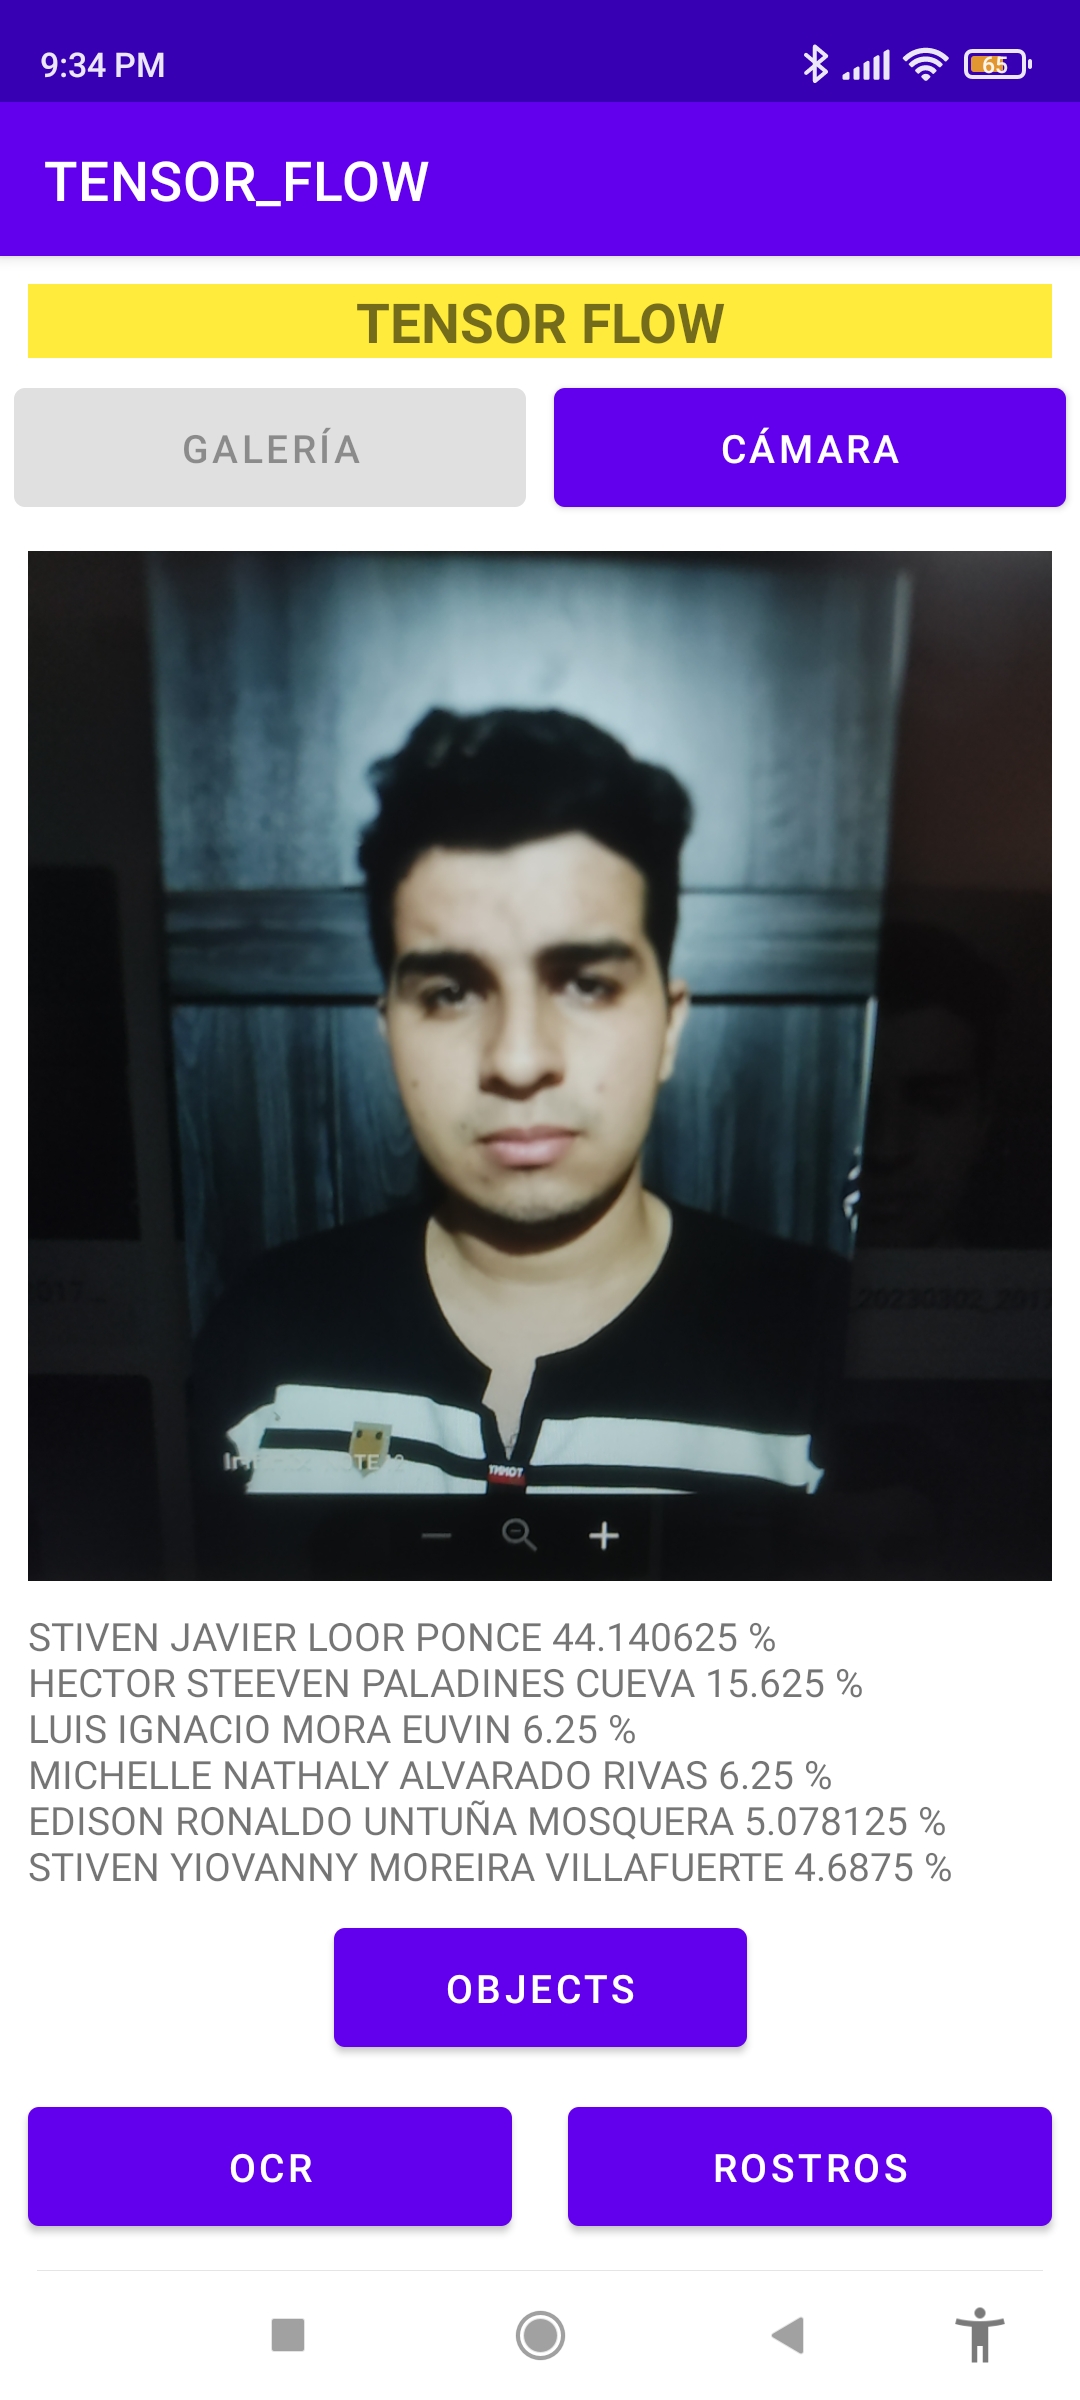 9:34 PM
65
TENSOR_FLOW
TENSOR FLOW
GALERÍA
CÁMARA
20230302_201
STIVEN JAVIER LOOR PONCE 44.140625 %
HECTOR STEEVEN PALADINES CUEVA 15.625 %
LUIS IGNACIO MORA EUVIN 6.25 %
MICHELLE NATHALY ALVARADO RIVAS 6.25 %
EDISON RONALDO UNTUÑA MOSQUERA 5.078125 %
STIVEN YIOVANNY MOREIRA VILLAFUERTE 4.6875 %
OBJECTS
OCR
ROSTROS